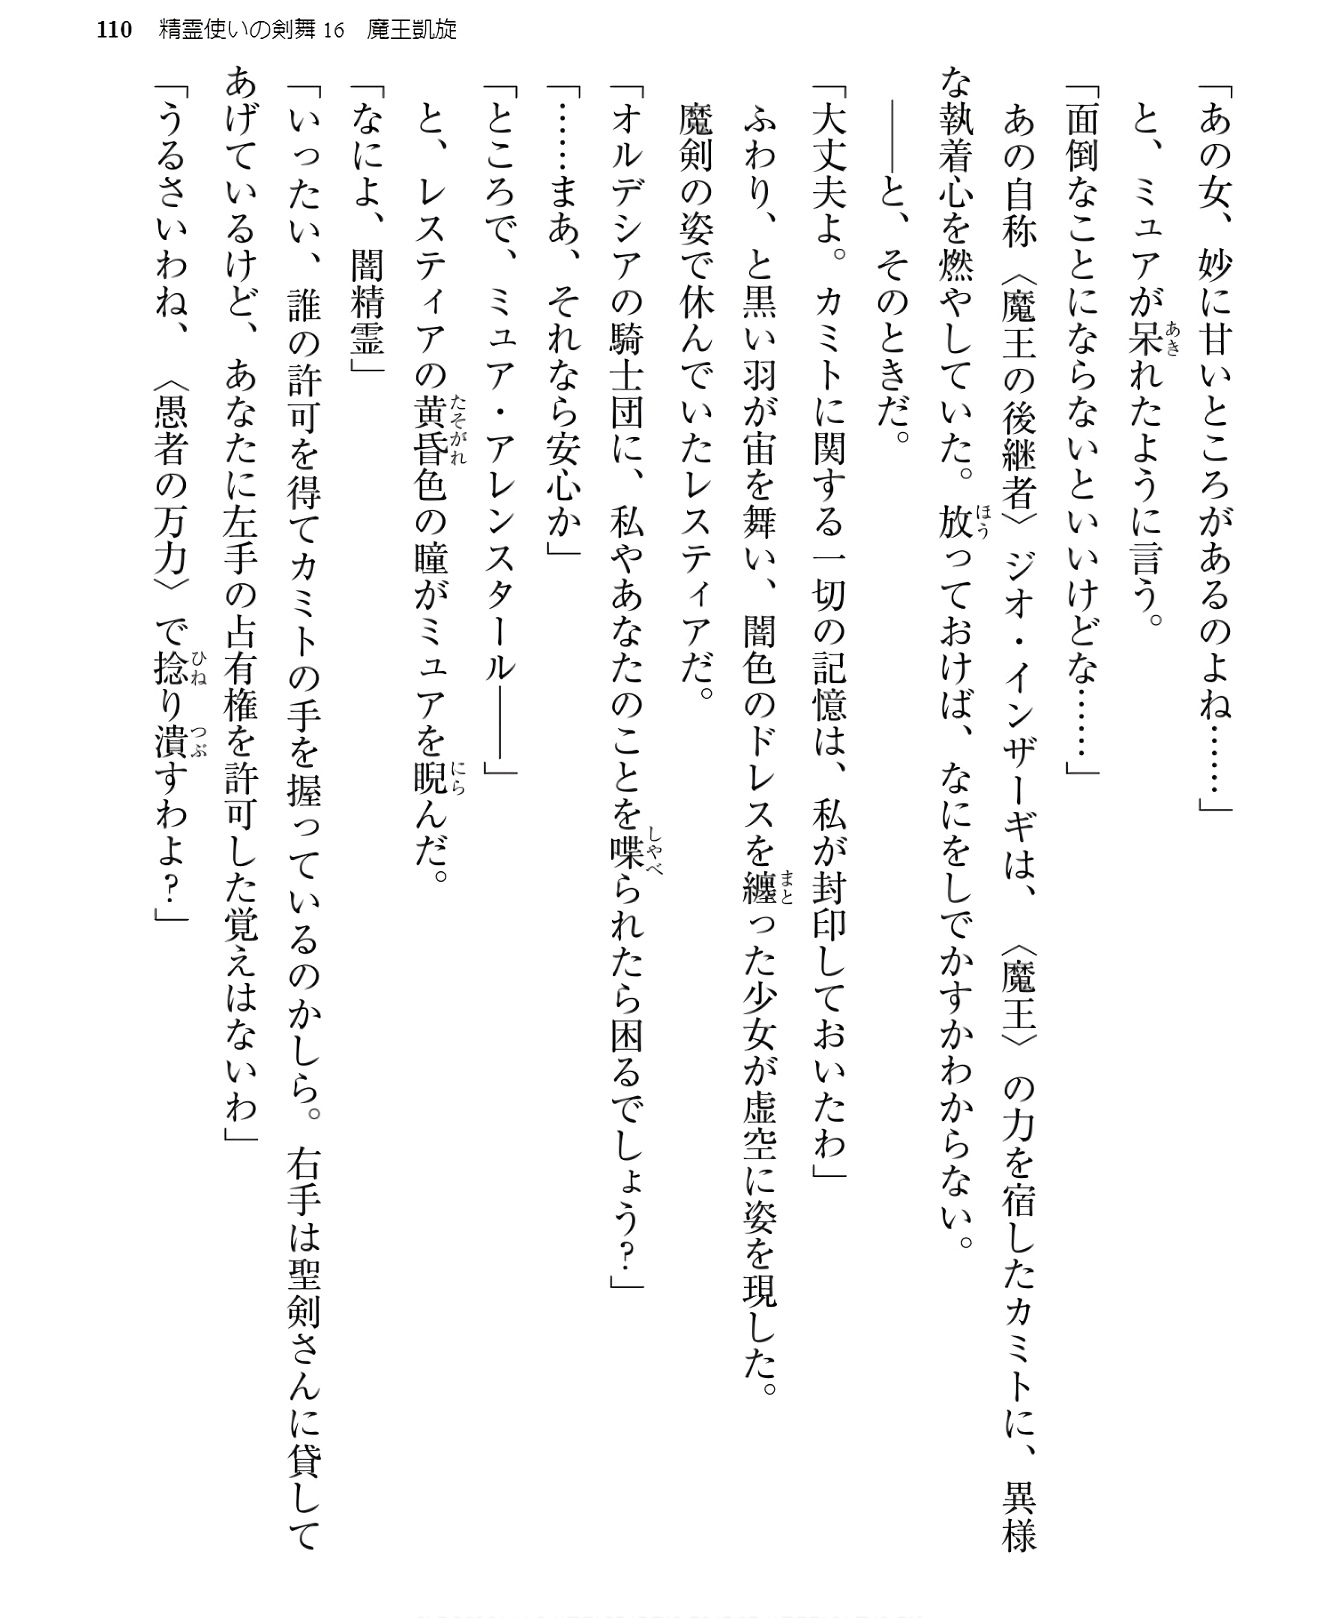 110 精霊使いの剣舞 16　魔王凱旋
「あの女、妙に甘いところがあるのよね……」
　と、ミュアが呆れたように言う。
「面倒なことにならないといいけどな……」
　あの自称〈魔王の後継者〉ジオ・インザーギは、〈魔王〉の力を宿したカミトに、異様
な執着心を燃やしていた。放っておけば、なにをしでかすかわからない。
　――と、そのときだ。
「大丈夫よ。カミトに関する一切の記憶は、私が封印しておいたわ」
　ふわり、と黒い羽が宙を舞い、闇色のドレスを纏った少女が虚空に姿を現した。
　魔剣の姿で休んでいたレスティアだ。
「オルデシアの騎士団に、私やあなたのことを喋られたら困るでしょう？」
「……まあ、それなら安心か」
「ところで、ミュア・アレンスタール――」
　と、レスティアの黄昏色の瞳がミュアを睨んだ。
「なによ、闇精霊」
「いったい、誰の許可を得てカミトの手を握っているのかしら。右手は聖剣さんに貸して
あげているけど、あなたに左手の占有権を許可した覚えはないわ」
「うるさいわね、〈愚者の万力〉で捻り潰すわよ？」